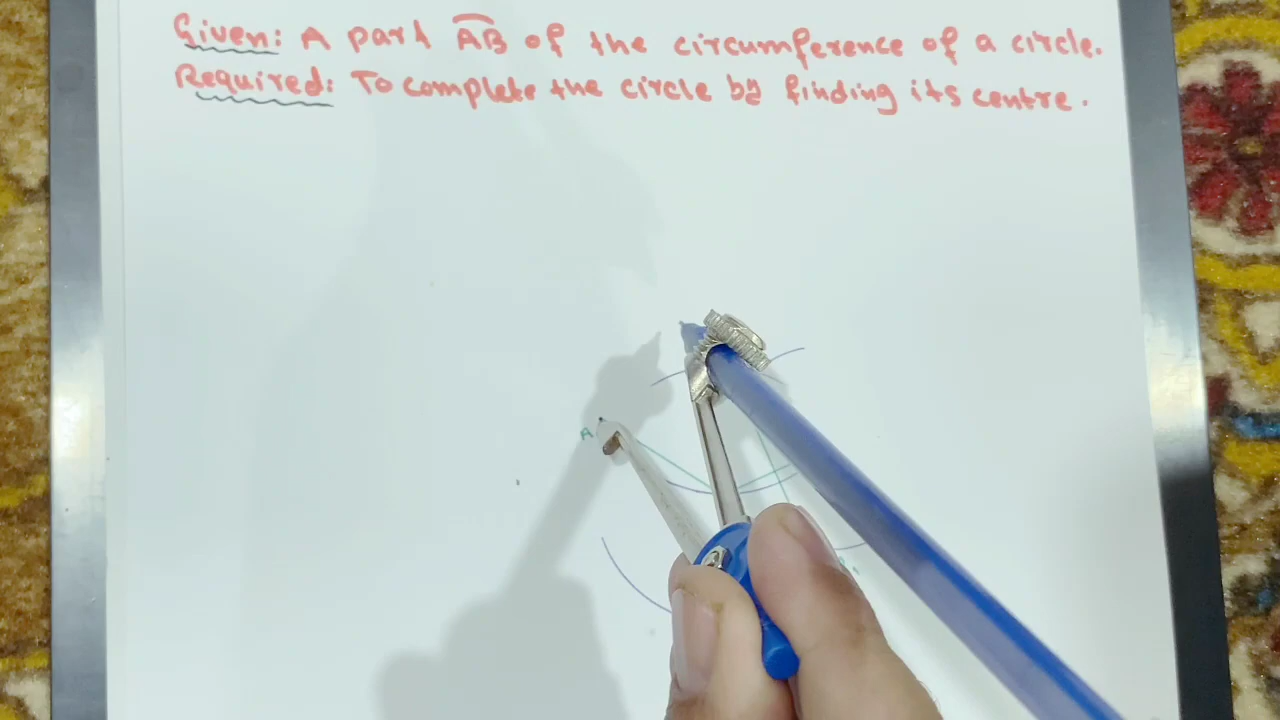 Given: A part AB of the circumference of a circle.
Required: To complete the circle by finding its centre.
A